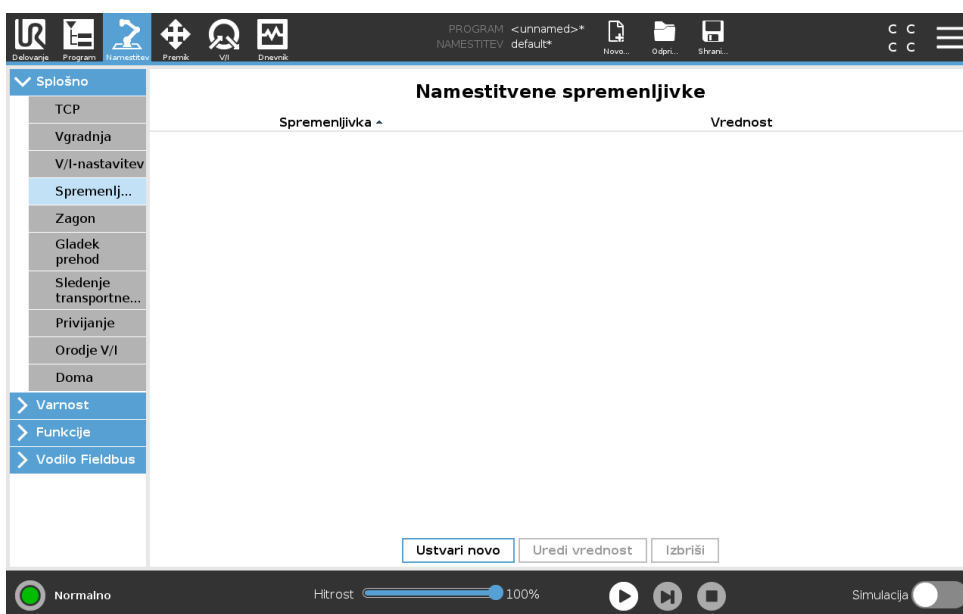 PROGRAM <unnamed>*
NAMESTITEV default*
Delovanje
Program
Namestitev
Premik
V/I
Dnevnik
Novo...
Odpri...
Shrani...
C C
C C
Splošno
TCP
Vgradnja
V/I-nastavitev
Spremenlj...
Zagon
Gladek
prehod
Sledenje
transportne...
Privijanje
Orodje V/I
Doma
Varnost
Funkcije
Vodilo Fieldbus
Namestitvene spremenljivke
Spremenljivka
Vrednost
Ustvari novo
Uredi vrednost
Izbriši
Normalno
Hitrost
100%
Simulacija